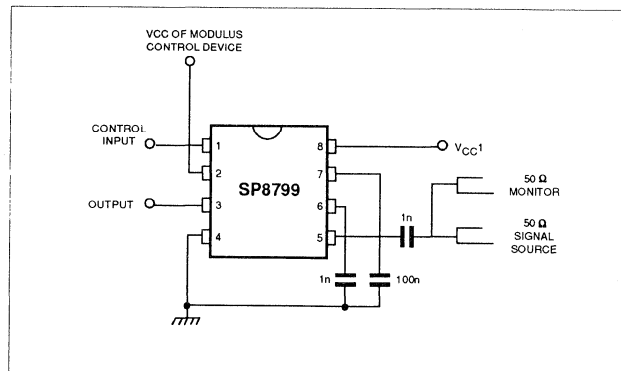 VCC OF MODULUS
CONTROL DEVICE
CONTROL
INPUT
1
8
VCC1
2
7
50 Ω
MONITOR
SP8799
OUTPUT
3
6
1n
50 Ω
SIGNAL
SOURCE
4
5
1n
100n